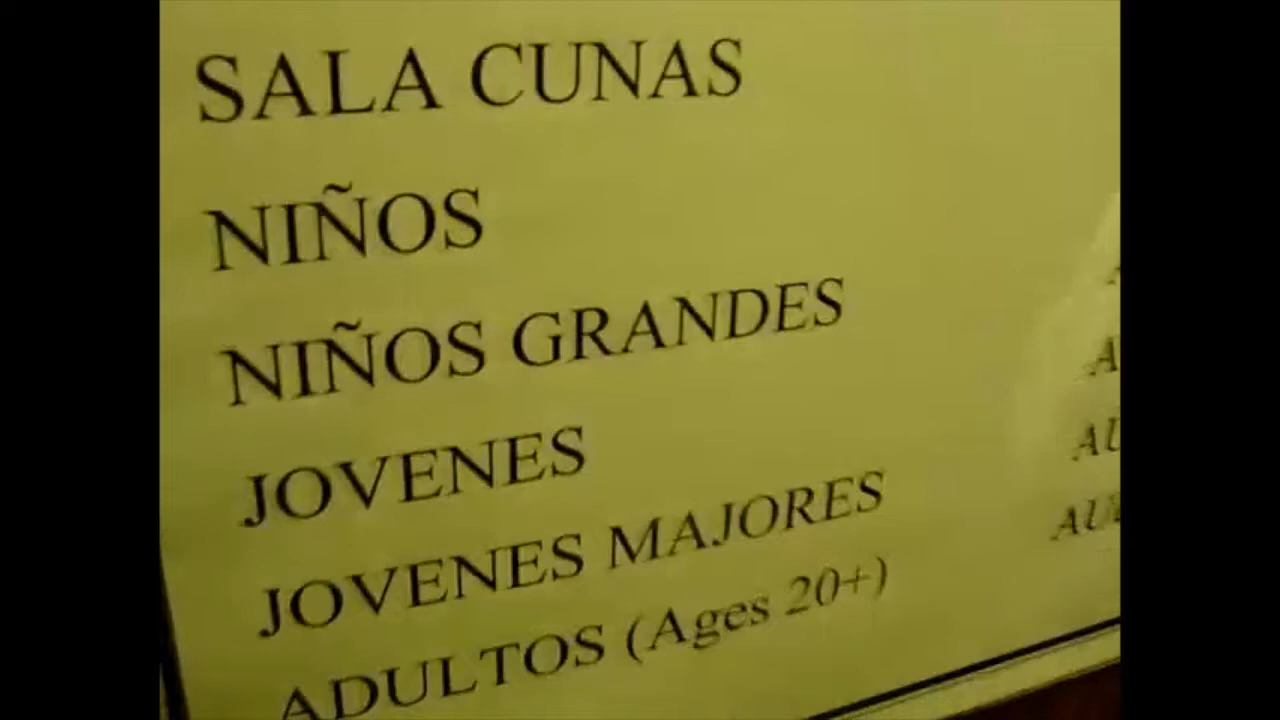 SALA CUNAS
NIÑOS
NIÑOS GRANDES
JOVENES
JOVENES MAJORES
ADULTOS (Ages 20+)